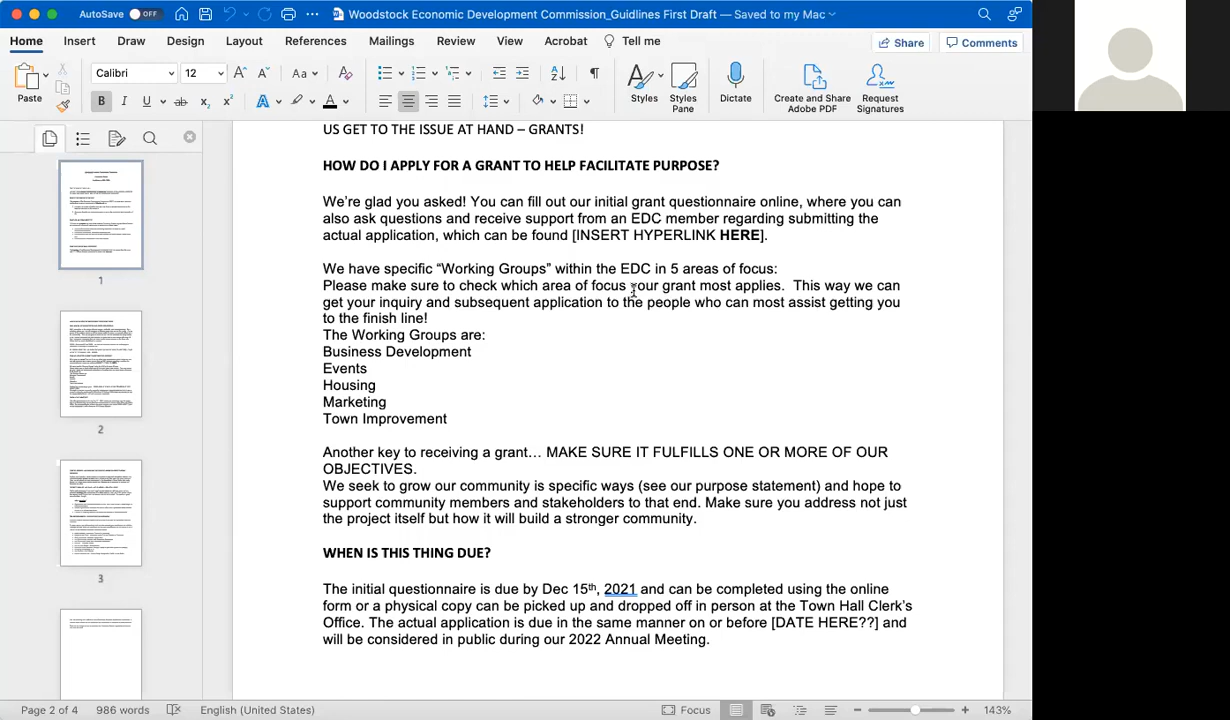 AutoSave OFF
Woodstock Economic Development Commission_Guidlines First Draft — Saved to my Mac
Home Insert Draw Design Layout References Mailings Review View Acrobat Tell me Share Comments
Calibri 12
Paste
Styles Styles Pane Dictate Create and Share Adobe PDF Request Signatures
US GET TO THE ISSUE AT HAND – GRANTS!
HOW DO I APPLY FOR A GRANT TO HELP FACILITATE PURPOSE?
We're glad you asked! You can fill out our initial grant questionnaire online, where you can
also ask questions and receive support from an EDC member regarding submitting the
actual application, which can be found [INSERT HYPERLINK HERE].
We have specific “Working Groups” within the EDC in 5 areas of focus:
Please make sure to check which area of focus your grant most applies. This way we can
get your inquiry and subsequent application to the people who can most assist getting you
to the finish line!
The Working Groups are:
Business Development
Events
Housing
Marketing
Town Improvement
Another key to receiving a grant… MAKE SURE IT FULFILLS ONE OR MORE OF OUR
OBJECTIVES.
We seek to grow our community is specific ways (see our purpose statement) and hope to
support community members and stakeholders to that end. Make sure you address not just
the project itself but how it will build a stronger community.
WHEN IS THIS THING DUE?
The initial questionnaire is due by Dec 15th, 2021 and can be completed using the online
form or a physical copy can be picked up and dropped off in person at the Town Hall Clerk's
Office. The actual application is due in the same manner on or before [DATE HERE??] and
will be considered in public during our 2022 Annual Meeting.
1
2
3
Page 2 of 4 986 words English (United States) Focus 143%